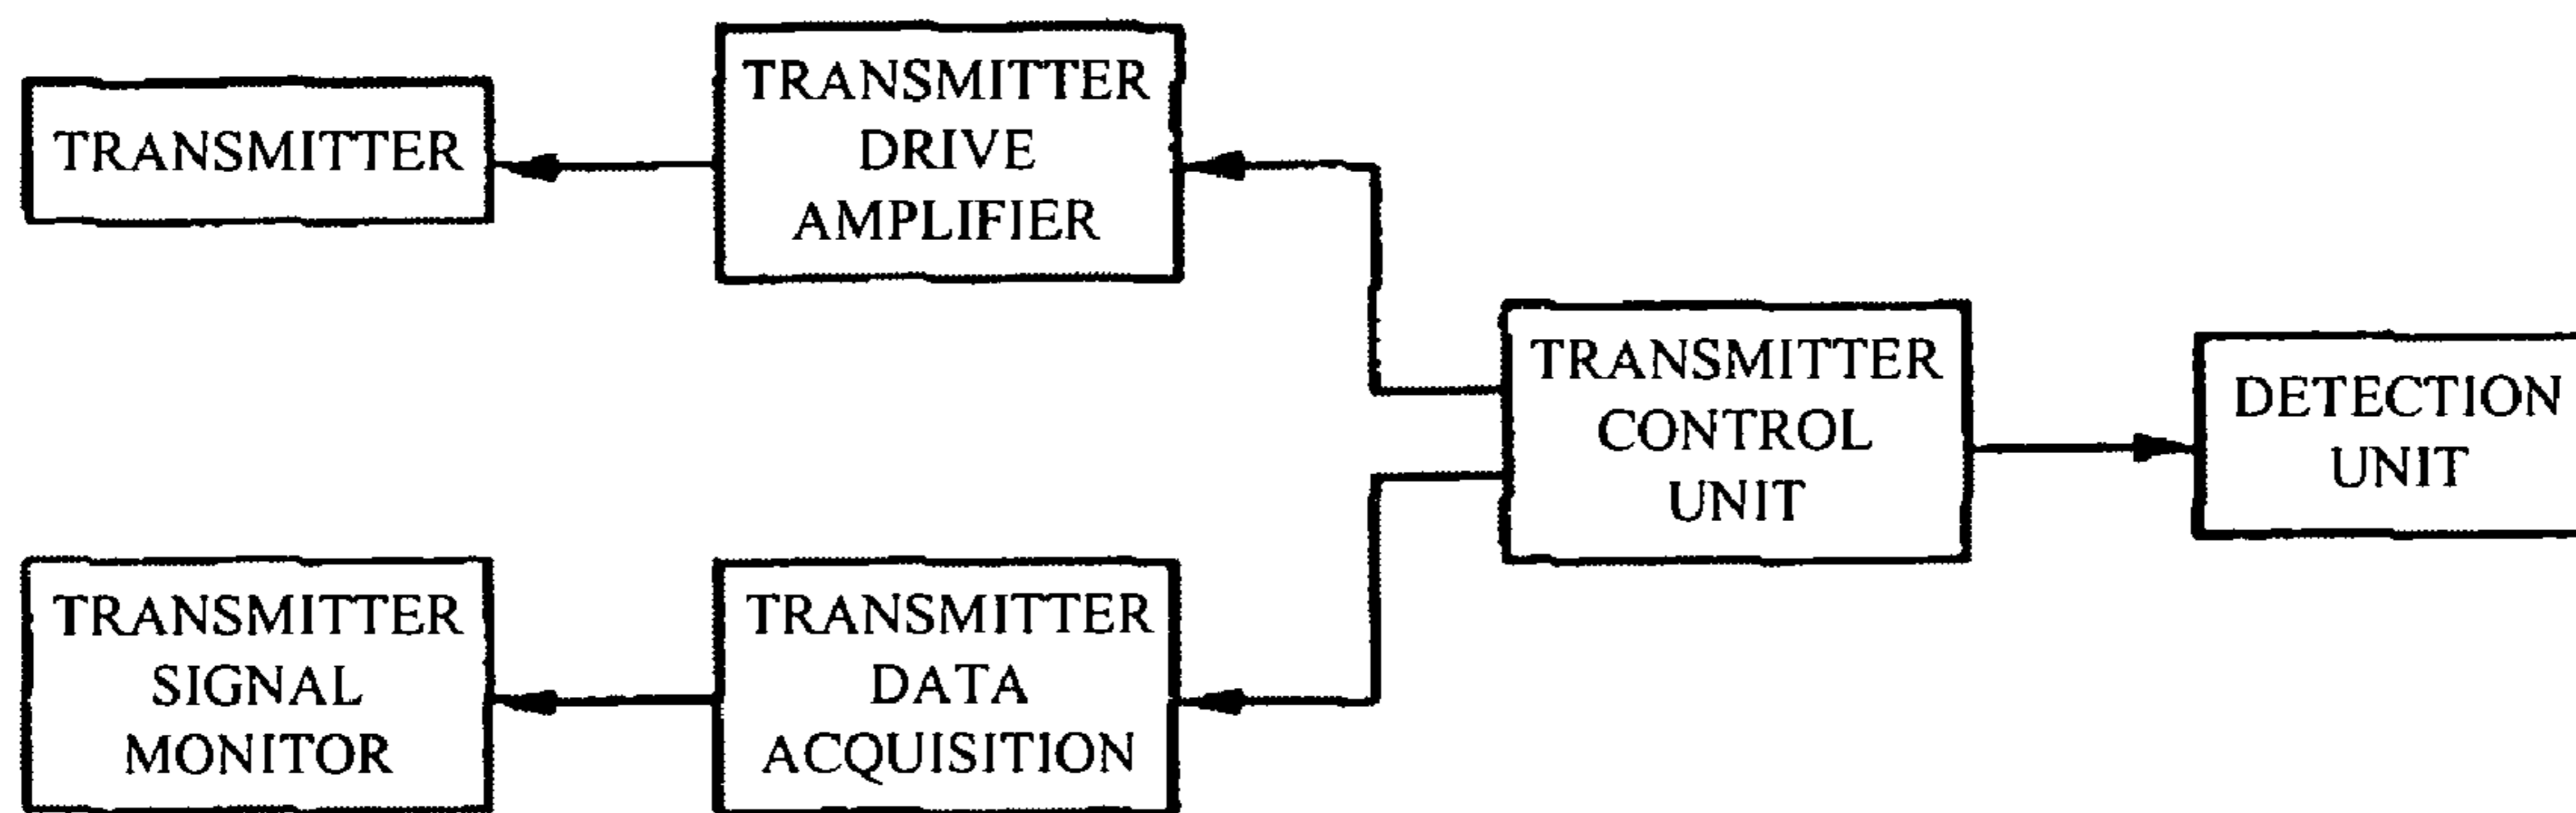 TRANSMITTER
TRANSMITTER
DRIVE
AMPLIFIER
TRANSMITTER
CONTROL
UNIT
DETECTION
UNIT
TRANSMITTER
SIGNAL
MONITOR
TRANSMITTER
DATA
ACQUISITION